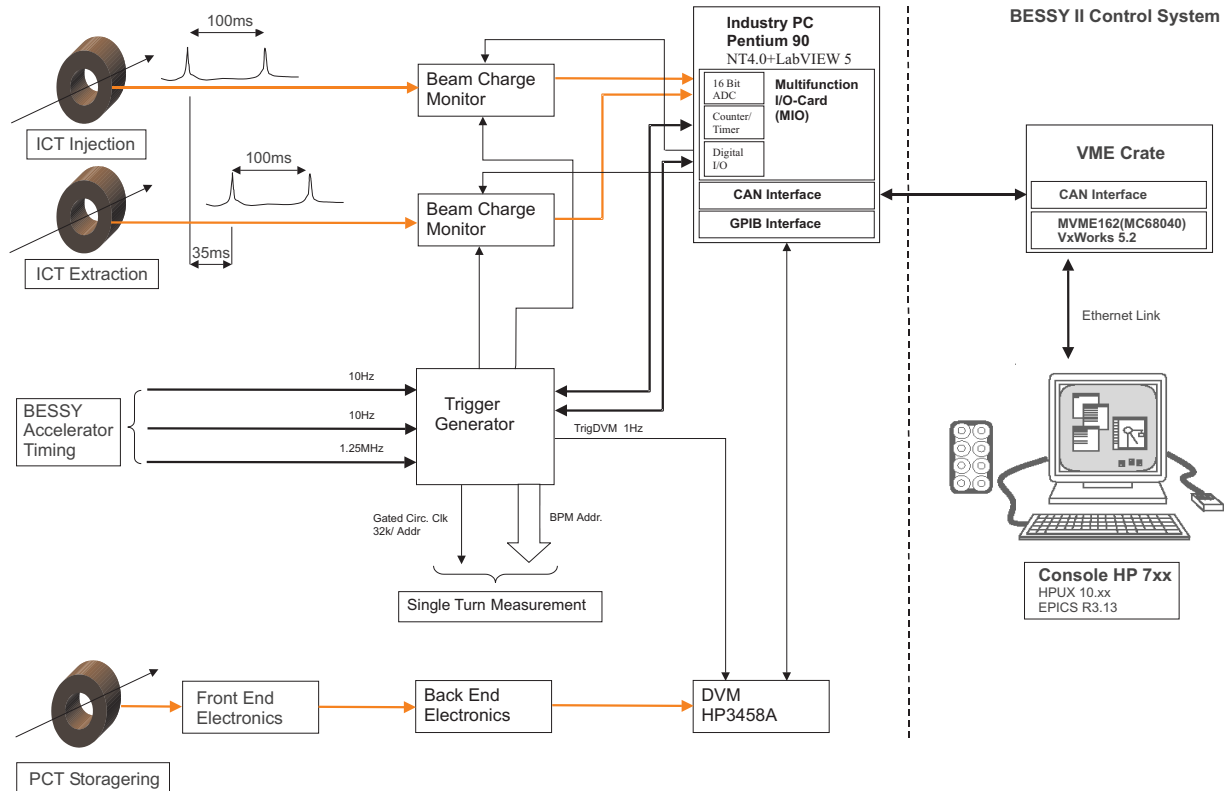 100ms
ICT Injection
100ms
35ms
ICT Extraction
Beam Charge
Monitor
Beam Charge
Monitor
Industry PC
Pentium 90
NT4.0+LabVIEW 5
16 Bit
ADC
Multifunction
I/O-Card
(MIO)
Counter/
Timer
Digital
I/O
CAN Interface
GPIB Interface
BESSY II Control System
VME Crate
CAN Interface
MVME162(MC68040)
VxWorks 5.2
Ethernet Link
BESSY
Accelerator
Timing
10Hz
10Hz
1.25MHz
Trigger
Generator
TrigDVM 1Hz
Gated Circ. Clk
32k/ Addr
BPM Addr.
Single Turn Measurement
Console HP 7xx
HPUX 10.xx
EPICS R3.13
PCT Storagering
Front End
Electronics
Back End
Electronics
DVM
HP3458A